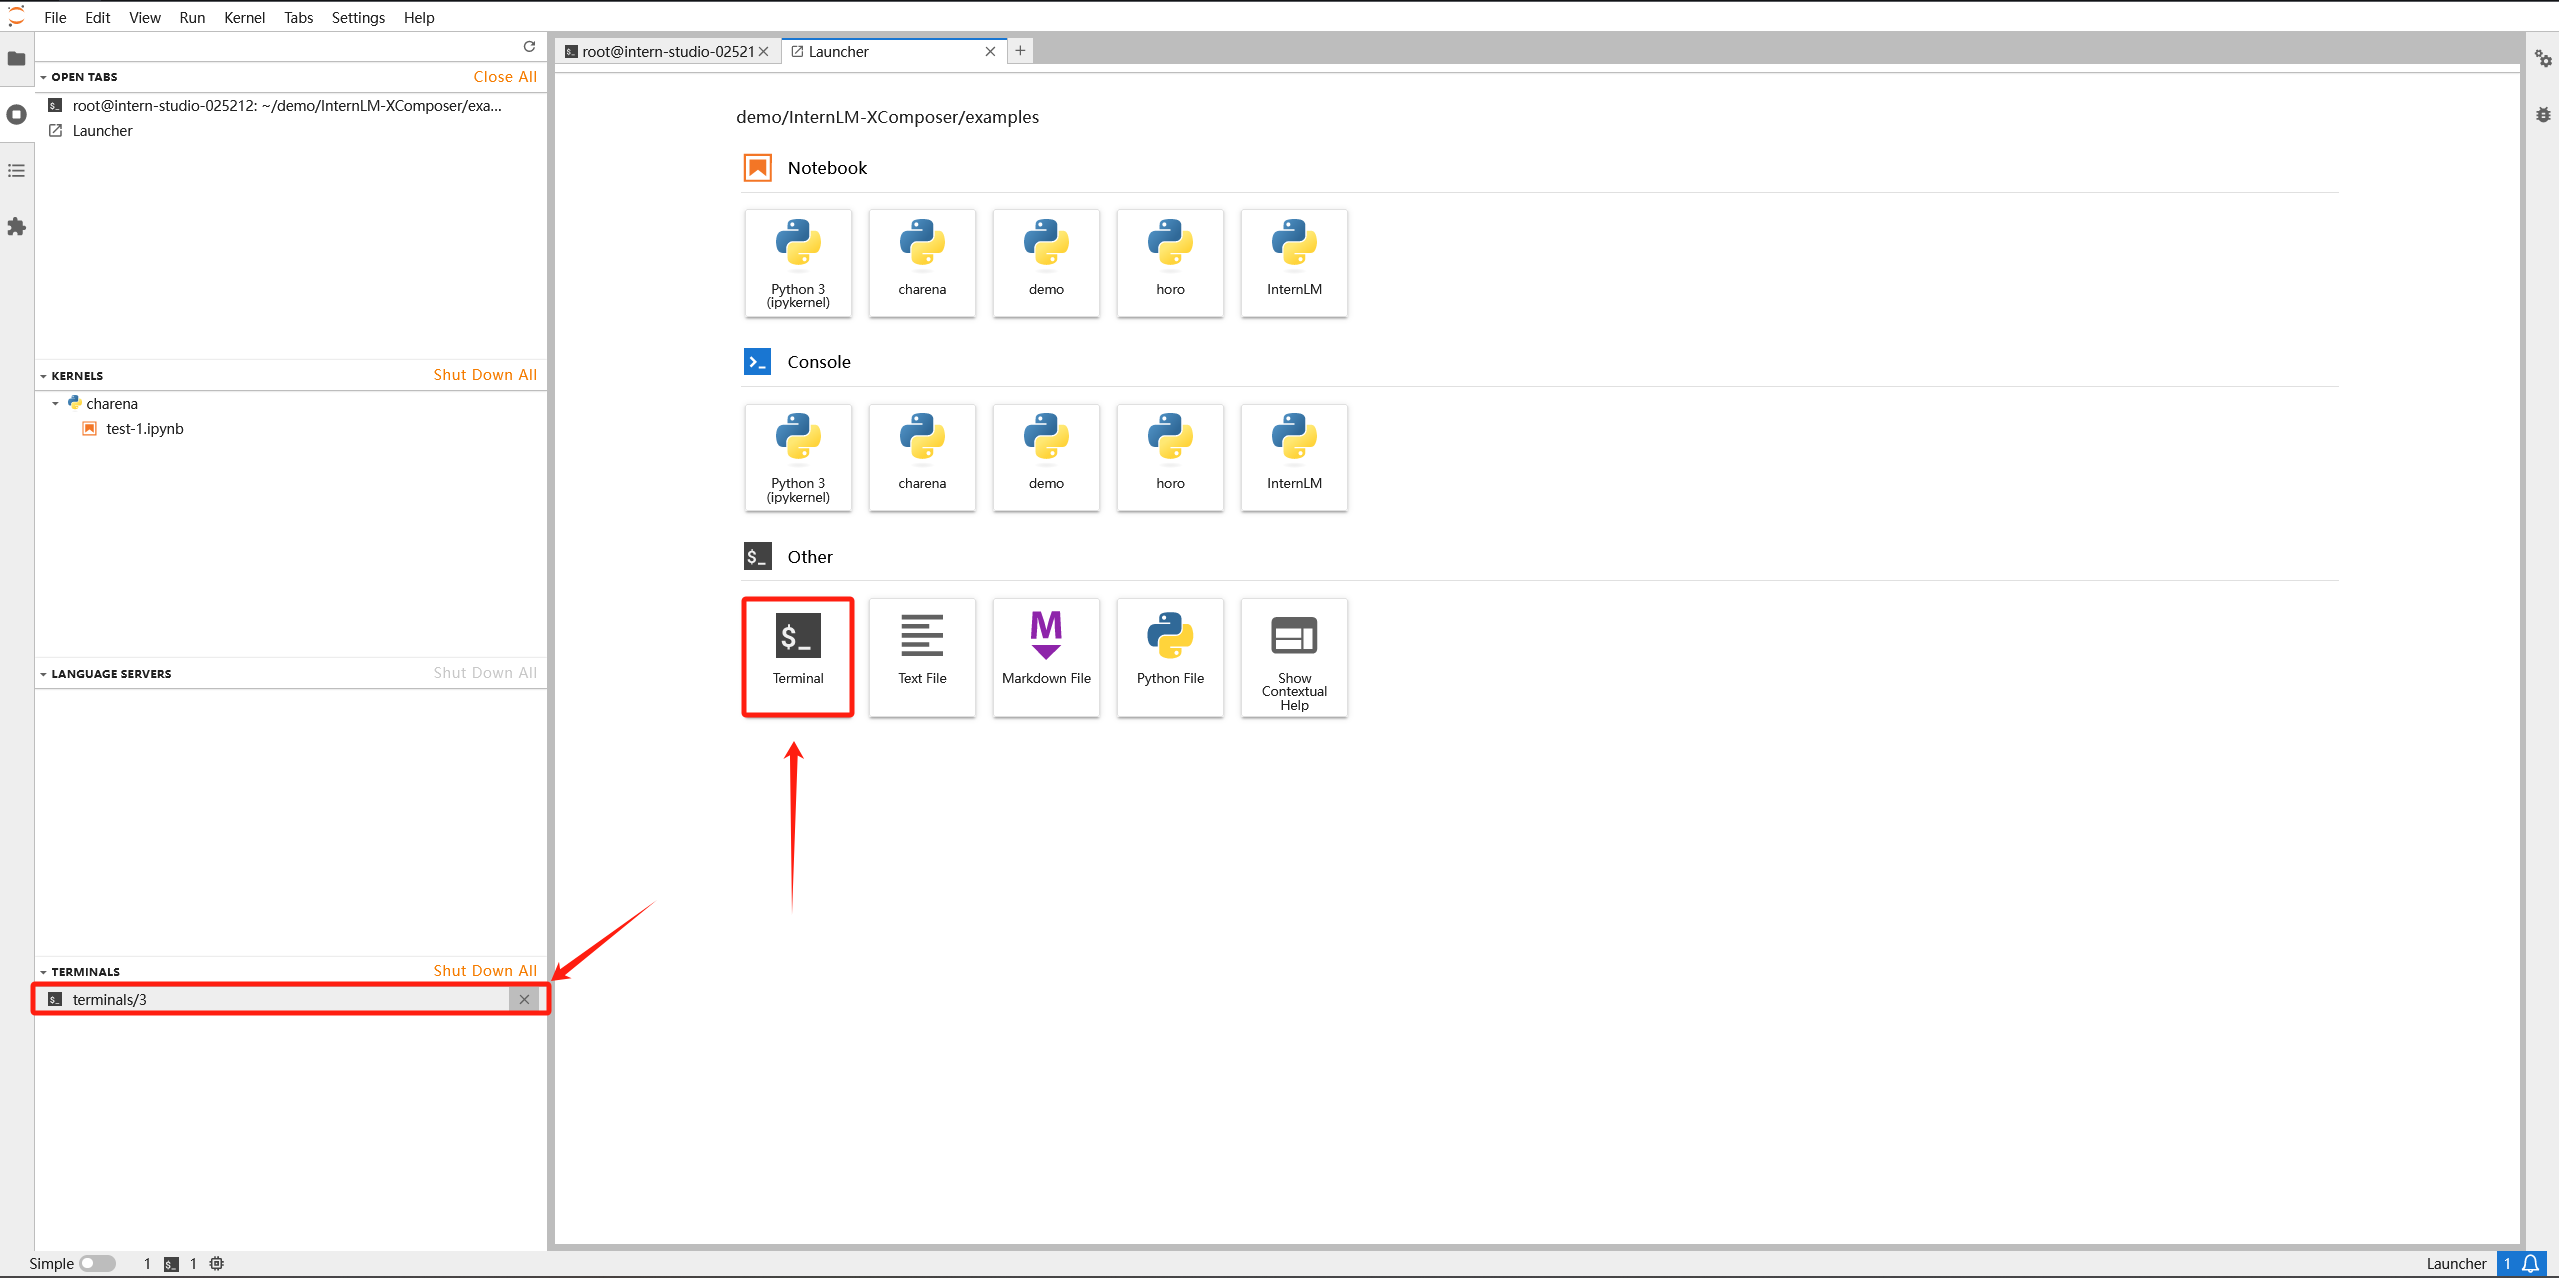 File Edit View Run Kernel Tabs Settings Help
OPEN TABS Close All
root@intern-studio-025212: ~/demo/InternLM-XComposer/exa...
Launcher
KERNELS Shut Down All
charena
test-1.ipynb
LANGUAGE SERVERS Shut Down All
TERMINALS Shut Down All
terminals/3
root@intern-studio-02521 Launcher
demo/InternLM-XComposer/examples
Notebook
Python 3
(ipykernel)
charena
demo
horo
InternLM
Console
Python 3
(ipykernel)
charena
demo
horo
InternLM
$_ Other
$_
Terminal
Text File
M
Markdown File
Python File
Show
Contextual
Help
Simple 1 $_ 1
Launcher 1